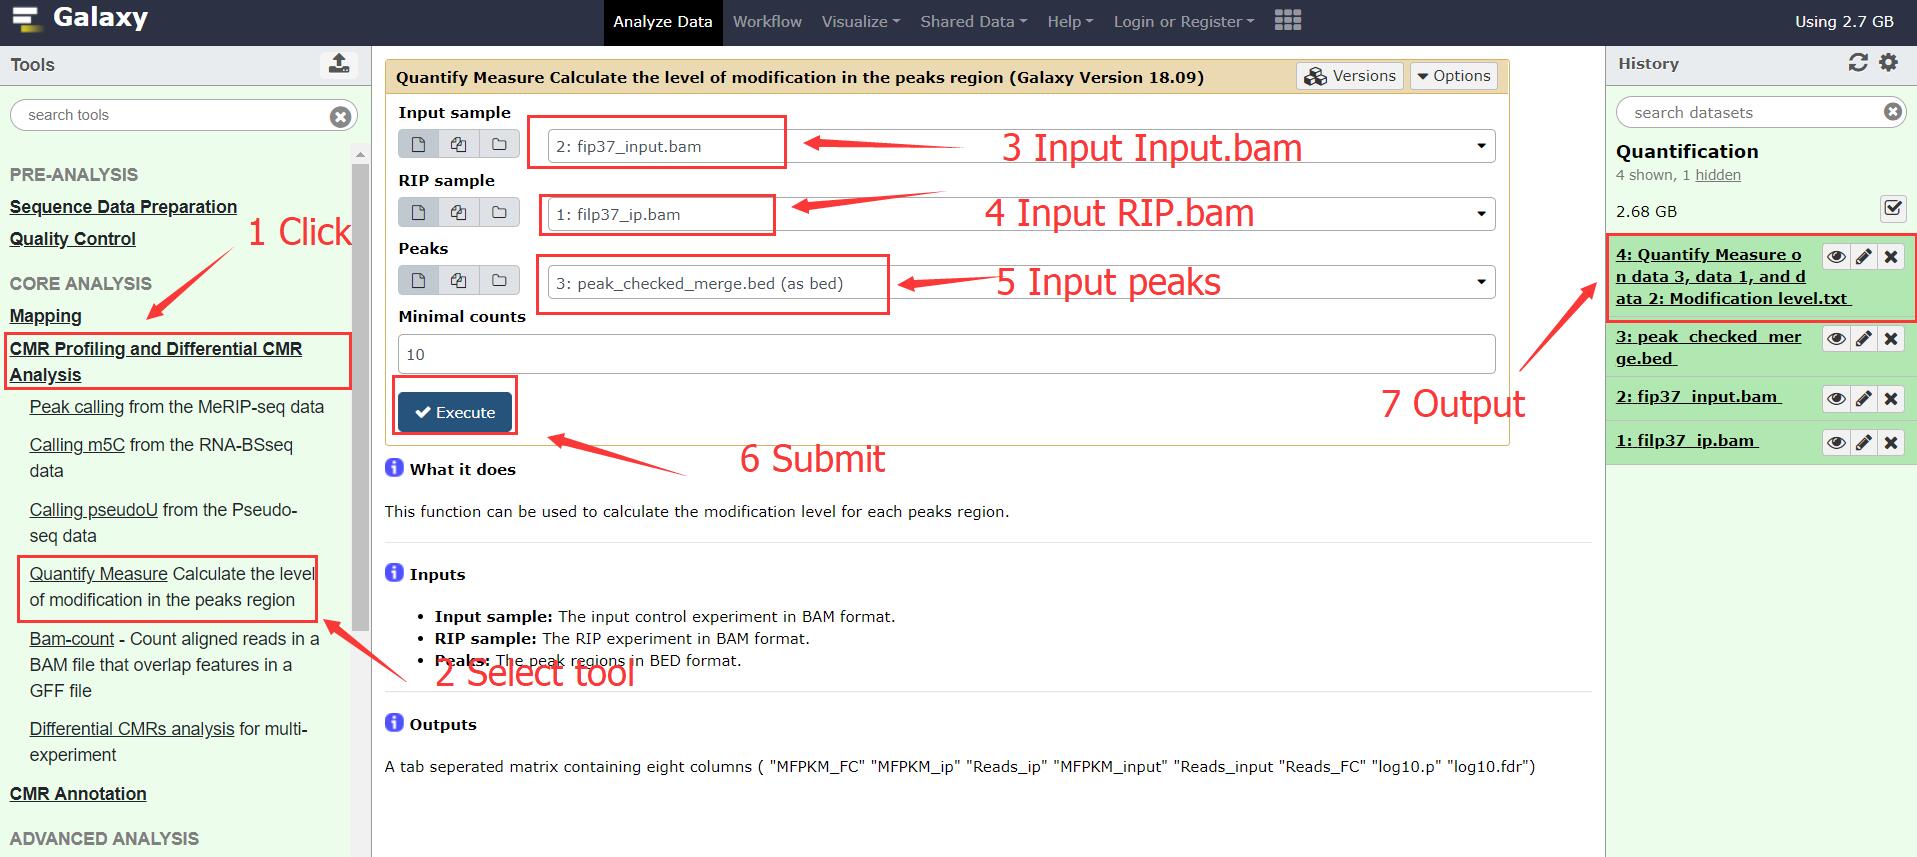 Galaxy
Analyze Data Workflow Visualize Shared Data Help Login or Register Using 2.7 GB
Tools
search tools
PRE-ANALYSIS
Sequence Data Preparation
Quality Control
1 Click
CORE ANALYSIS
Mapping
CMR Profiling and Differential CMR
Analysis
Peak calling from the MeRIP-seq data
Calling m5C from the RNA-BSseq
data
Calling pseudoU from the Pseudo-
seq data
Quantify Measure Calculate the level
of modification in the peaks region
Bam-count - Count aligned reads in a
BAM file that overlap features in a
GFF file
Differential CMRs analysis for multi-
experiment
CMR Annotation
ADVANCED ANALYSIS
Quantify Measure Calculate the level of modification in the peaks region (Galaxy Version 18.09) Versions Options
Input sample
2: fip37_input.bam
3 Input Input.bam
RIP sample
1: filp37_ip.bam
4 Input RIP.bam
Peaks
3: peak_checked_merge.bed (as bed)
5 Input peaks
Minimal counts
10
Execute
6 Submit
What it does
This function can be used to calculate the modification level for each peaks region.
Inputs
• Input sample: The input control experiment in BAM format.
• RIP sample: The RIP experiment in BAM format.
• Peaks: The peak regions in BED format.
2 Select tool
Outputs
A tab seperated matrix containing eight columns ( "MFPKM_FC" "MFPKM_ip" "Reads_ip" "MFPKM_input" "Reads_input "Reads_FC" "log10.p" "log10.fdr")
History
search datasets
Quantification
4 shown, 1 hidden
2.68 GB
4: Quantify Measure o
n data 3, data 1, and d
ata 2: Modification level.txt
3: peak_checked_mer
ge.bed
2: fip37_input.bam
1: filp37_ip.bam
7 Output